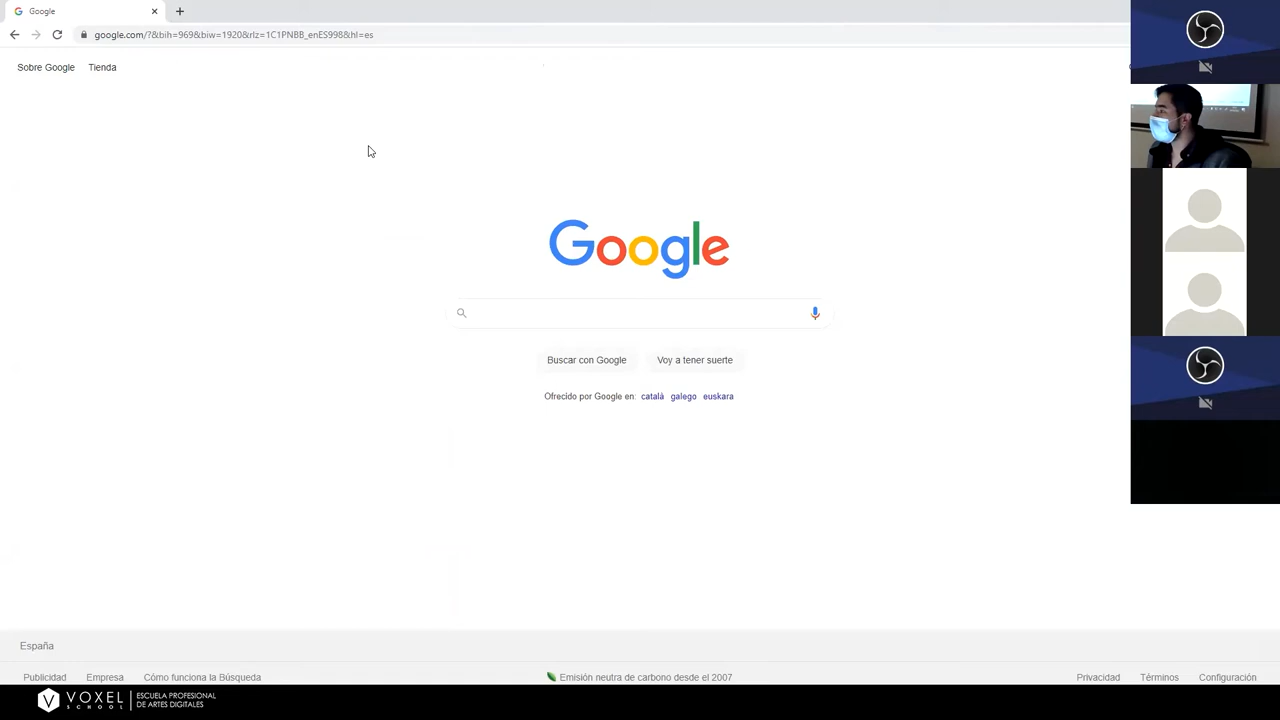 Google
google.com/?&bih=969&biw=1920&rlz=1C1PNBB_enES998&hl=es
Sobre Google Tienda
Google
Buscar con Google Voy a tener suerte
Ofrecido por Google en: català galego euskara
España
Publicidad Empresa Cómo funciona la Búsqueda Emisión neutra de carbono desde el 2007 Privacidad Términos Configuración
VOXEL SCHOOL
ESCUELA PROFESIONAL
DE ARTES DIGITALES